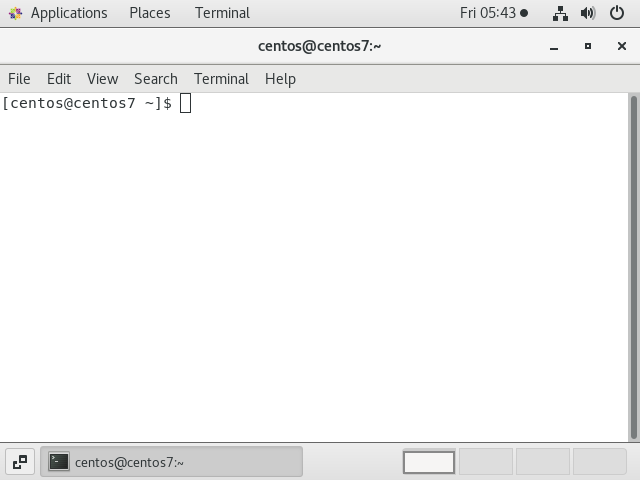 Applications Places Terminal Fri 05:43
centos@centos7:~
File Edit View Search Terminal Help
[centos@centos7 ~]$
centos@centos7:~